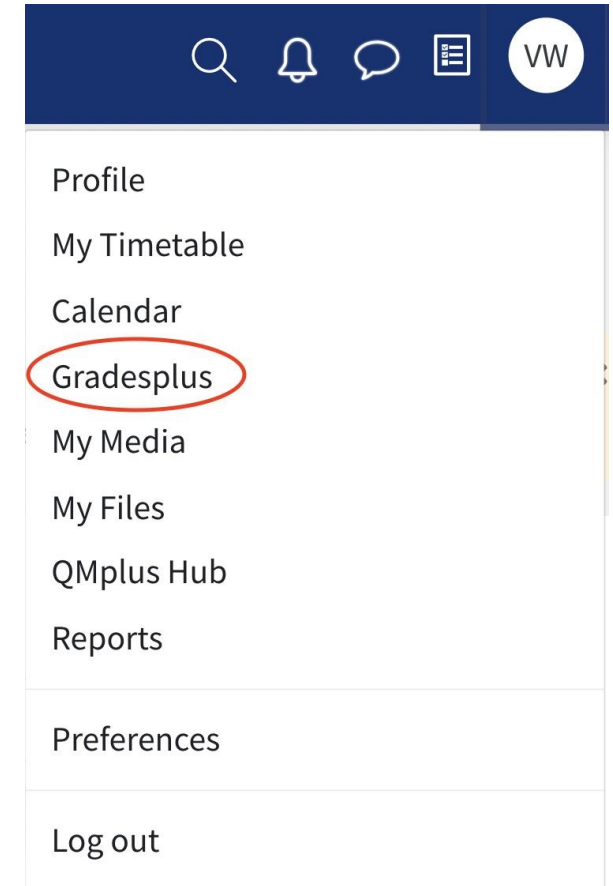 VW
Profile
My Timetable
Calendar
Gradesplus
My Media
My Files
QMplus Hub
Reports
Preferences
Log out